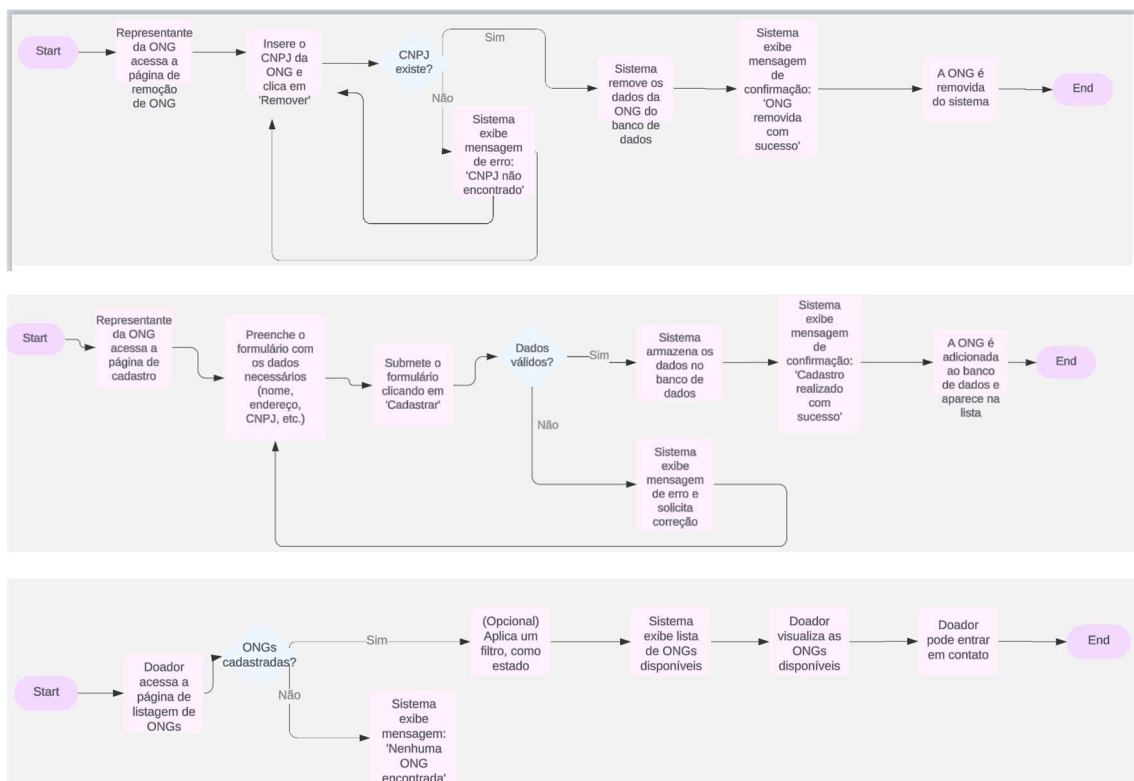 Start
Representante
da ONG
acessa a
página de
remoção
de ONG
Insere o
CNPJ da
ONG e
clica em
'Remover'
CNPJ
existe?
Sim
Não
Sistema
exibe
mensagem
de erro:
'CNPJ não
encontrado'
Sistema
remove os
dados da
ONG do
banco de
dados
Sistema
exibe
mensagem
de
confirmação:
'ONG
removida
com
sucesso'
A ONG é
removida
do sistema
End
Start
Representante
da ONG
acessa a
página de
cadastro
Preenche o
formulário com
os dados
necessários
(nome,
endereço,
CNPJ, etc.)
Submete o
formulário
clicando em
'Cadastrar'
Dados
válidos?
Sim
Não
Sistema
armazena os
dados no
banco de
dados
Sistema
exibe
mensagem
de
confirmação:
'Cadastro
realizado
com
sucesso'
A ONG é
adicionada
ao banco
de dados e
aparece na
lista
End
Sistema
exibe
mensagem
de erro e
solicita
correção
Start
Doador
acessa a
página de
listagem de
ONGs
ONGs
cadastradas?
Sim
Não
(Opcional)
Aplica um
filtro, como
estado
Sistema
exibe lista
de ONGs
disponíveis
Doador
visualiza as
ONGs
disponíveis
Doador
pode entrar
em contato
End
Sistema
exibe
mensagem:
'Nenhuma
ONG
encontrada'